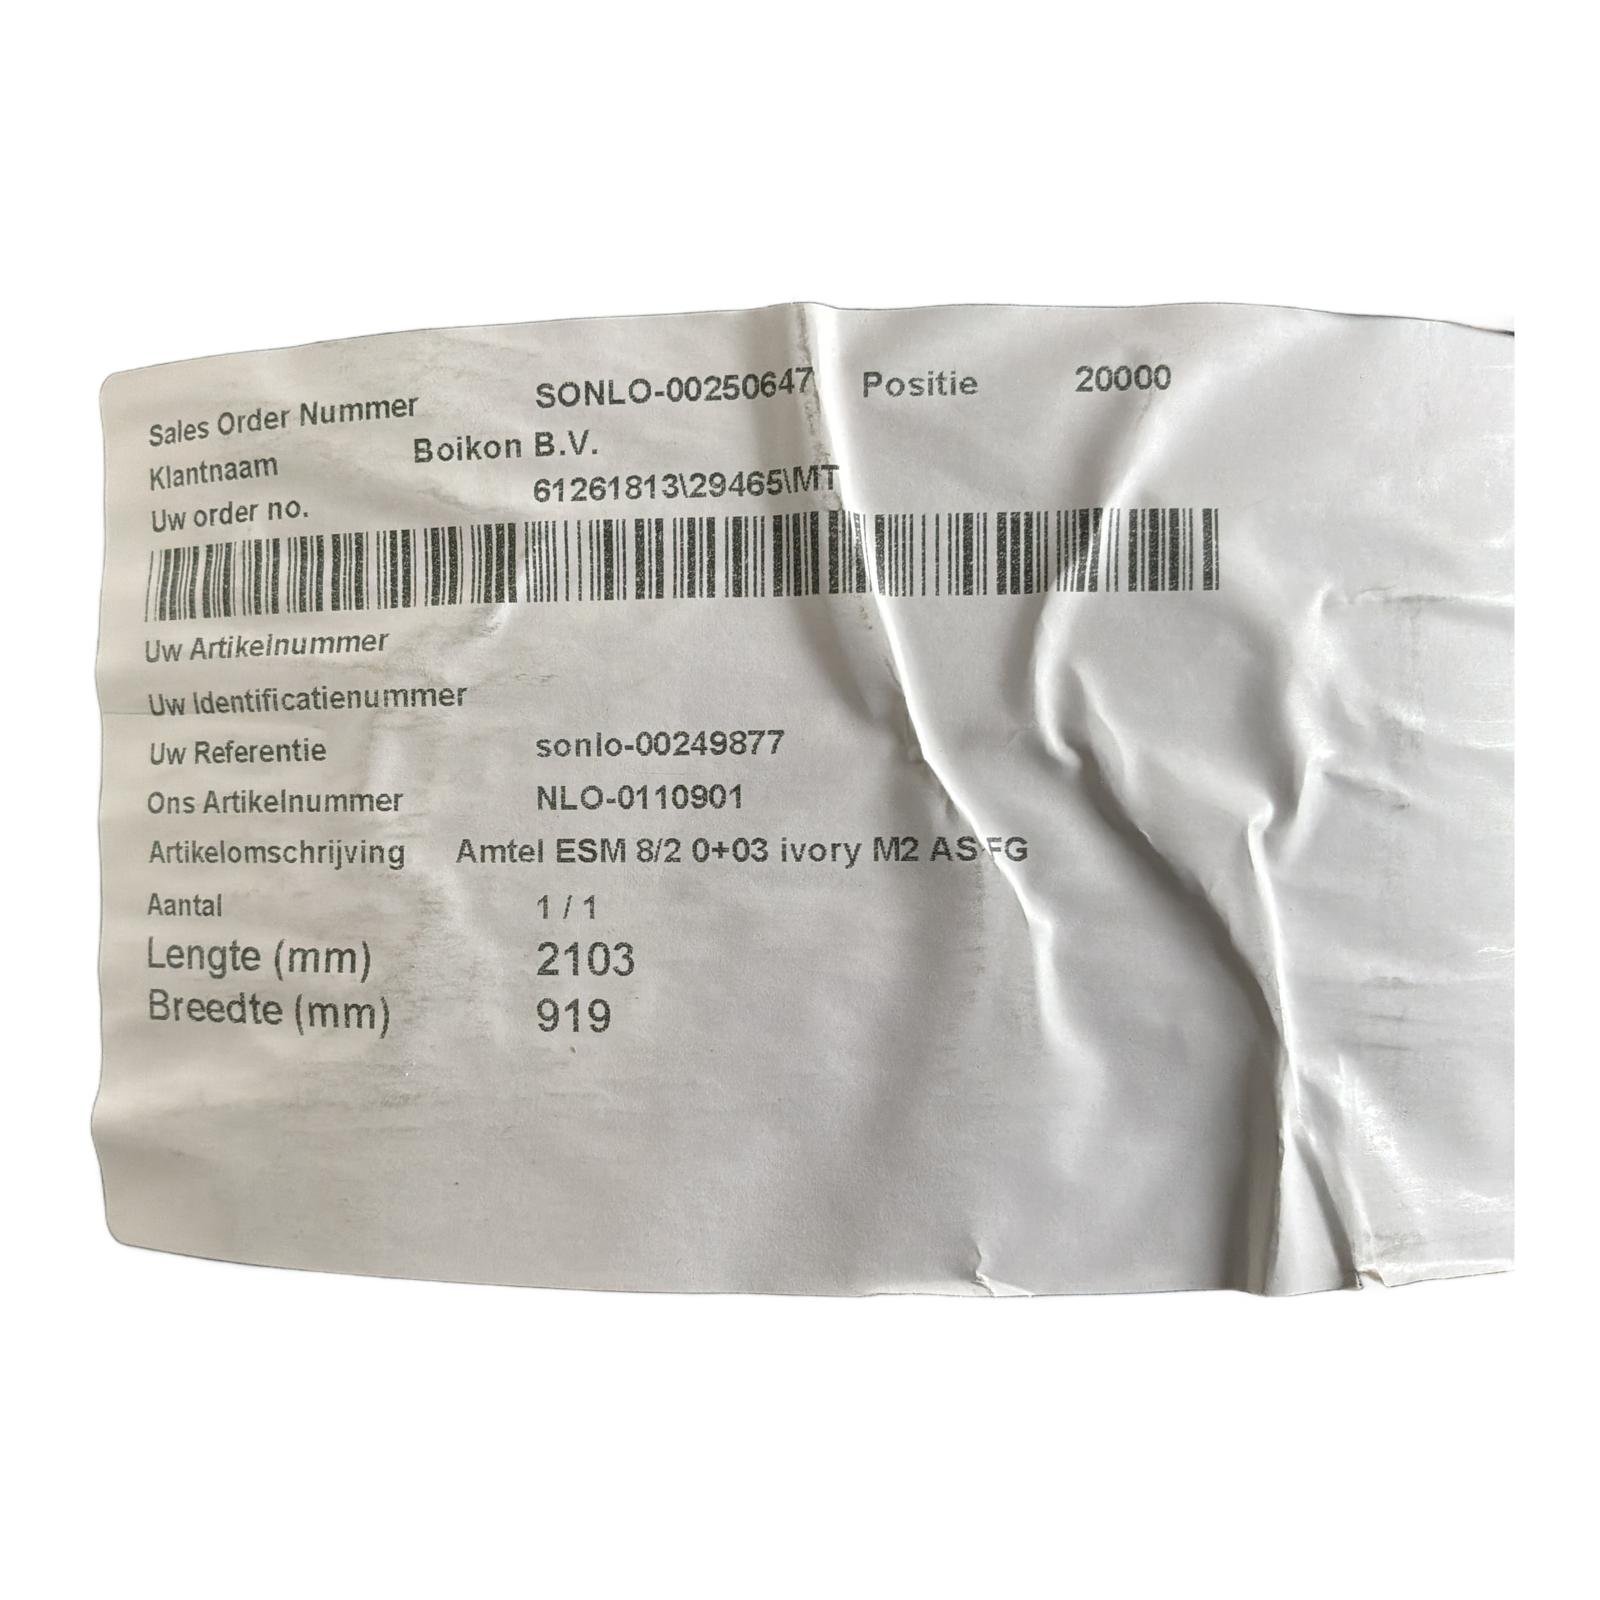 Sales Order Nummer SONLO-00250647 Positie 20000
Klantnaam Boikon B.V.
Uw order no. 61261813\29465\MT
Uw Artikelnummer
Uw Identificatienummer
Uw Referentie sonlo-00249877
Ons Artikelnummer NLO-0110901
Artikelomschrijving Amtel ESM 8/2 0+03 ivory M2 AS FG
Aantal 1 / 1
Lengte (mm) 2103
Breedte (mm) 919